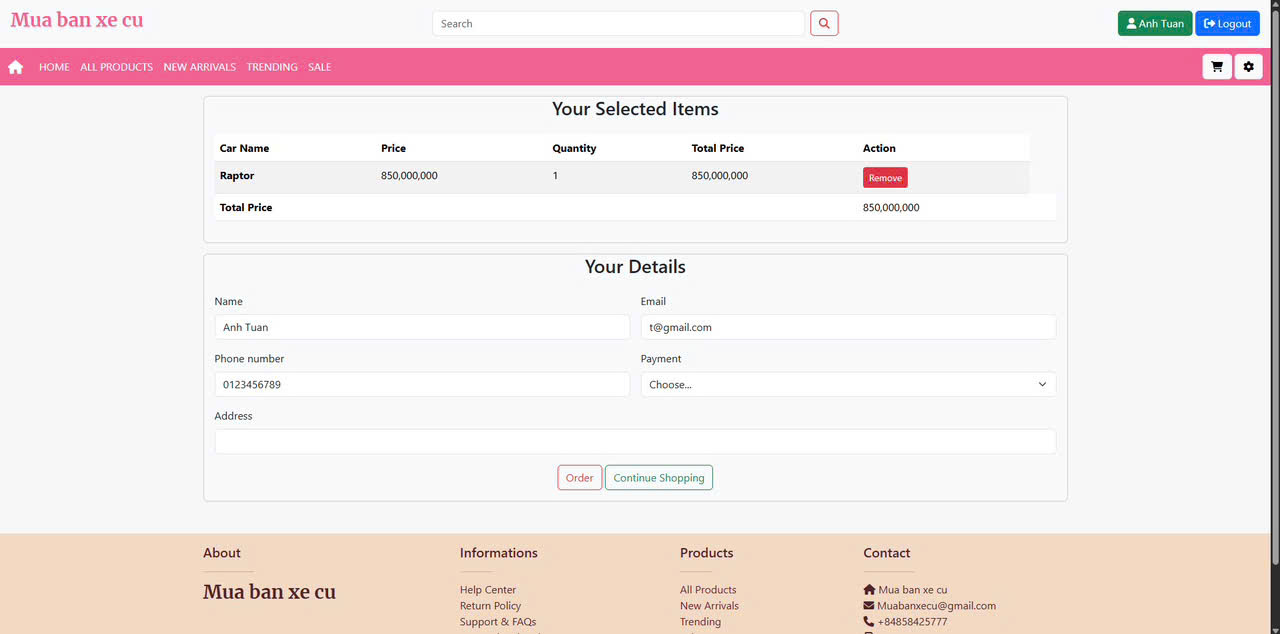 Mua ban xe cu
Search
Anh Tuan
Logout
HOME ALL PRODUCTS NEW ARRIVALS TRENDING SALE
Your Selected Items
Car Name Price Quantity Total Price Action
Raptor 850,000,000 1 850,000,000 Remove
Total Price 850,000,000
Your Details
Name Email
Anh Tuan t@gmail.com
Phone number Payment
0123456789 Choose...
Address
Order Continue Shopping
About Informations Products Contact
Mua ban xe cu
Help Center All Products Mua ban xe cu
Return Policy New Arrivals Muabanxecu@gmail.com
Support & FAQs Trending +84858425777